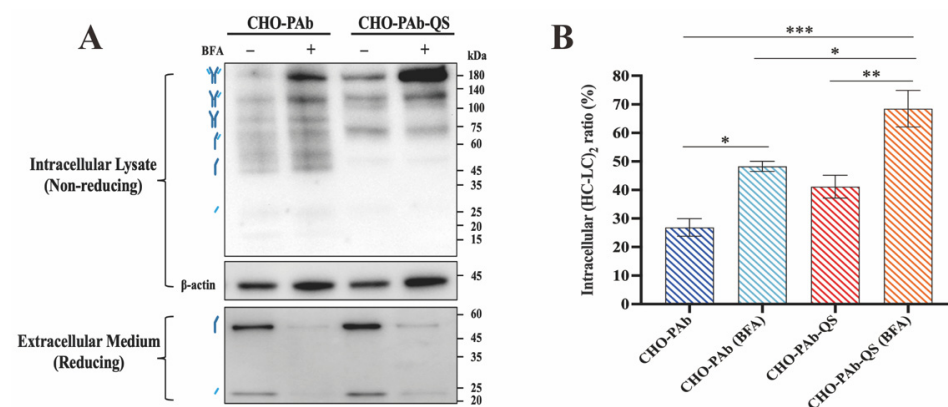 A
CHO-PAb CHO-PAb-QS
BFA – + – + kDa
180
140
100
75
60
45
35
25
20
15
Intracellular Lysate
(Non-reducing)
β-actin
45
Extracellular Medium
(Reducing)
60
45
35
25
20
B
***
*
**
*
Intracellular (HC-LC)₂ ratio (%)
80
70
60
50
40
30
20
10
0
CHO-PAb
CHO-PAb (BFA)
CHO-PAb-QS
CHO-PAb-QS (BFA)